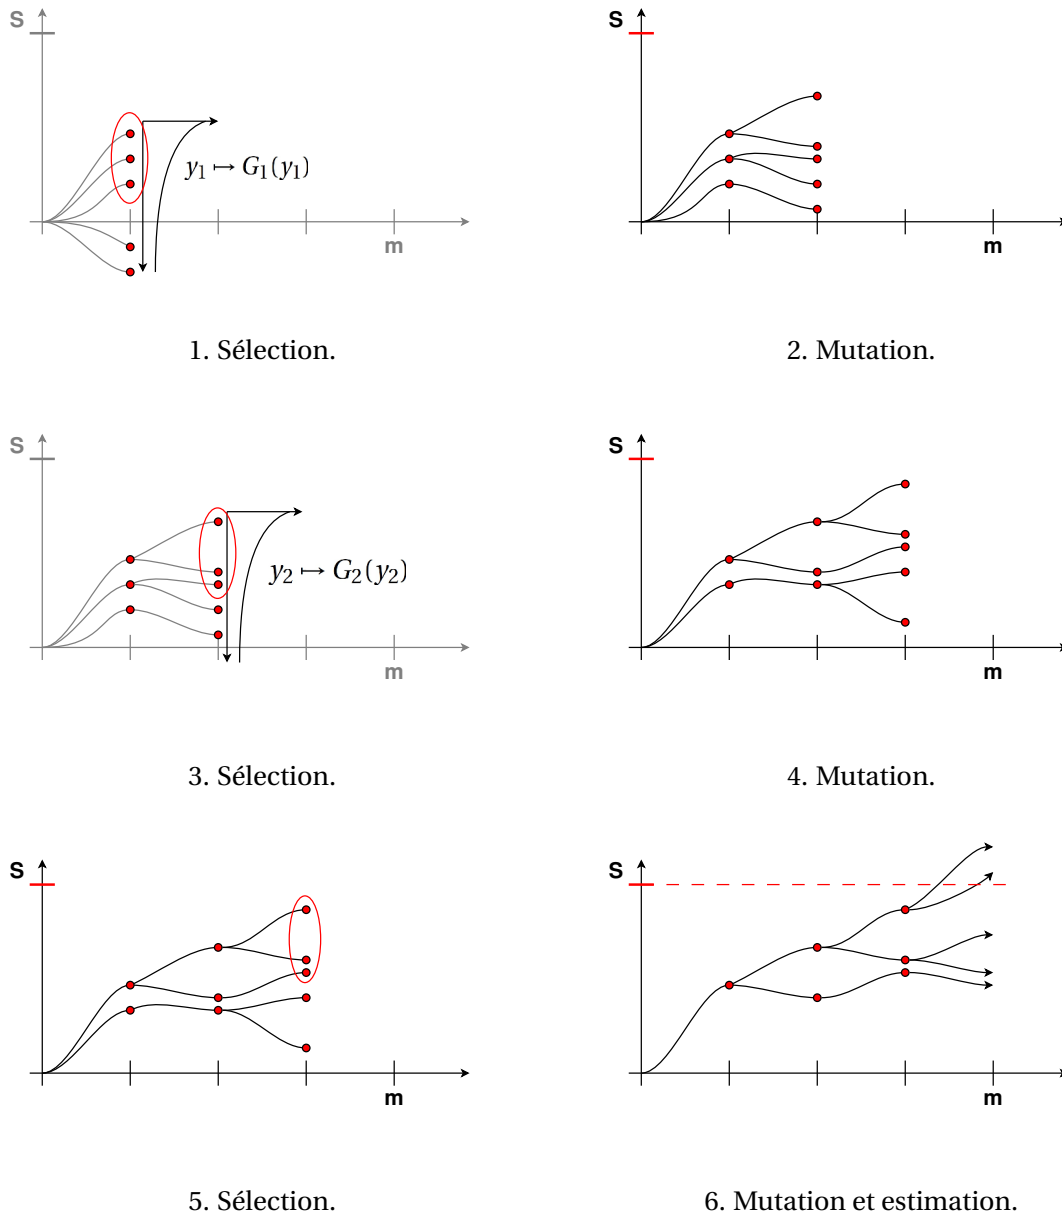 S
y₁ ↦ G₁(y₁)
m
1. Sélection.
S
m
2. Mutation.
S
y₂ ↦ G₂(y₂)
m
3. Sélection.
S
m
4. Mutation.
S
m
5. Sélection.
S
m
6. Mutation et estimation.